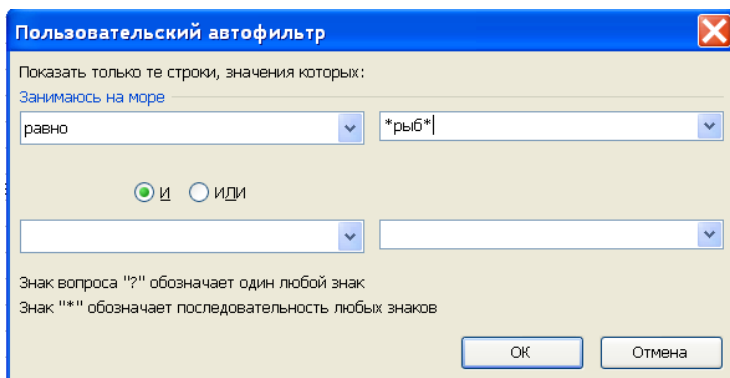 Пользовательский автофильтр
Показать только те строки, значения которых:
Занимаюсь на море
равно *рыб*
И ИЛИ
Знак вопроса "?" обозначает один любой знак
Знак "*" обозначает последовательность любых знаков
ОК Отмена